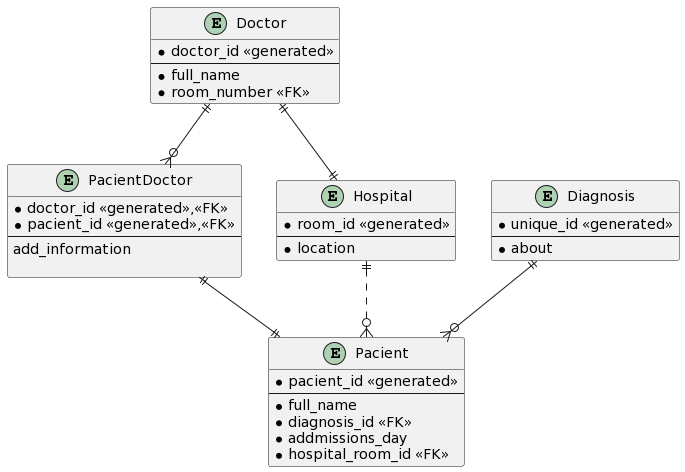 E Doctor
doctor_id «generated»
full_name
room_number «FK»
E PacientDoctor
doctor_id «generated»,«FK»
pacient_id «generated»,«FK»
add_information
E Hospital
room_id «generated»
location
E Diagnosis
unique_id «generated»
about
E Pacient
pacient_id «generated»
full_name
diagnosis_id «FK»
addmissions_day
hospital_room_id «FK»